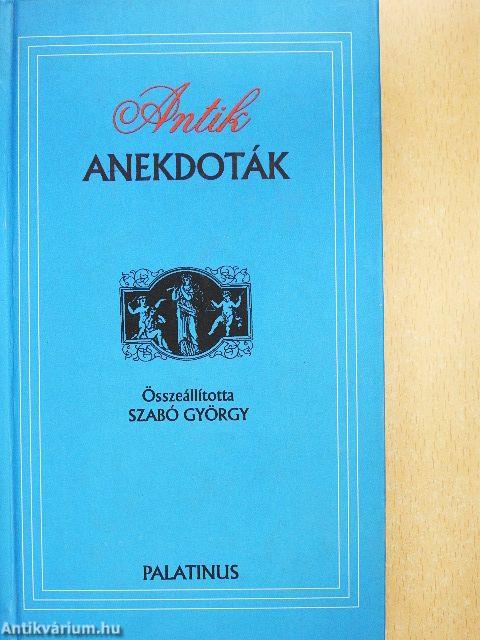 Antik
ANEKDOTÁK
Összeállította
SZABÓ GYÖRGY
PALATINUS
Antikvárium.hu